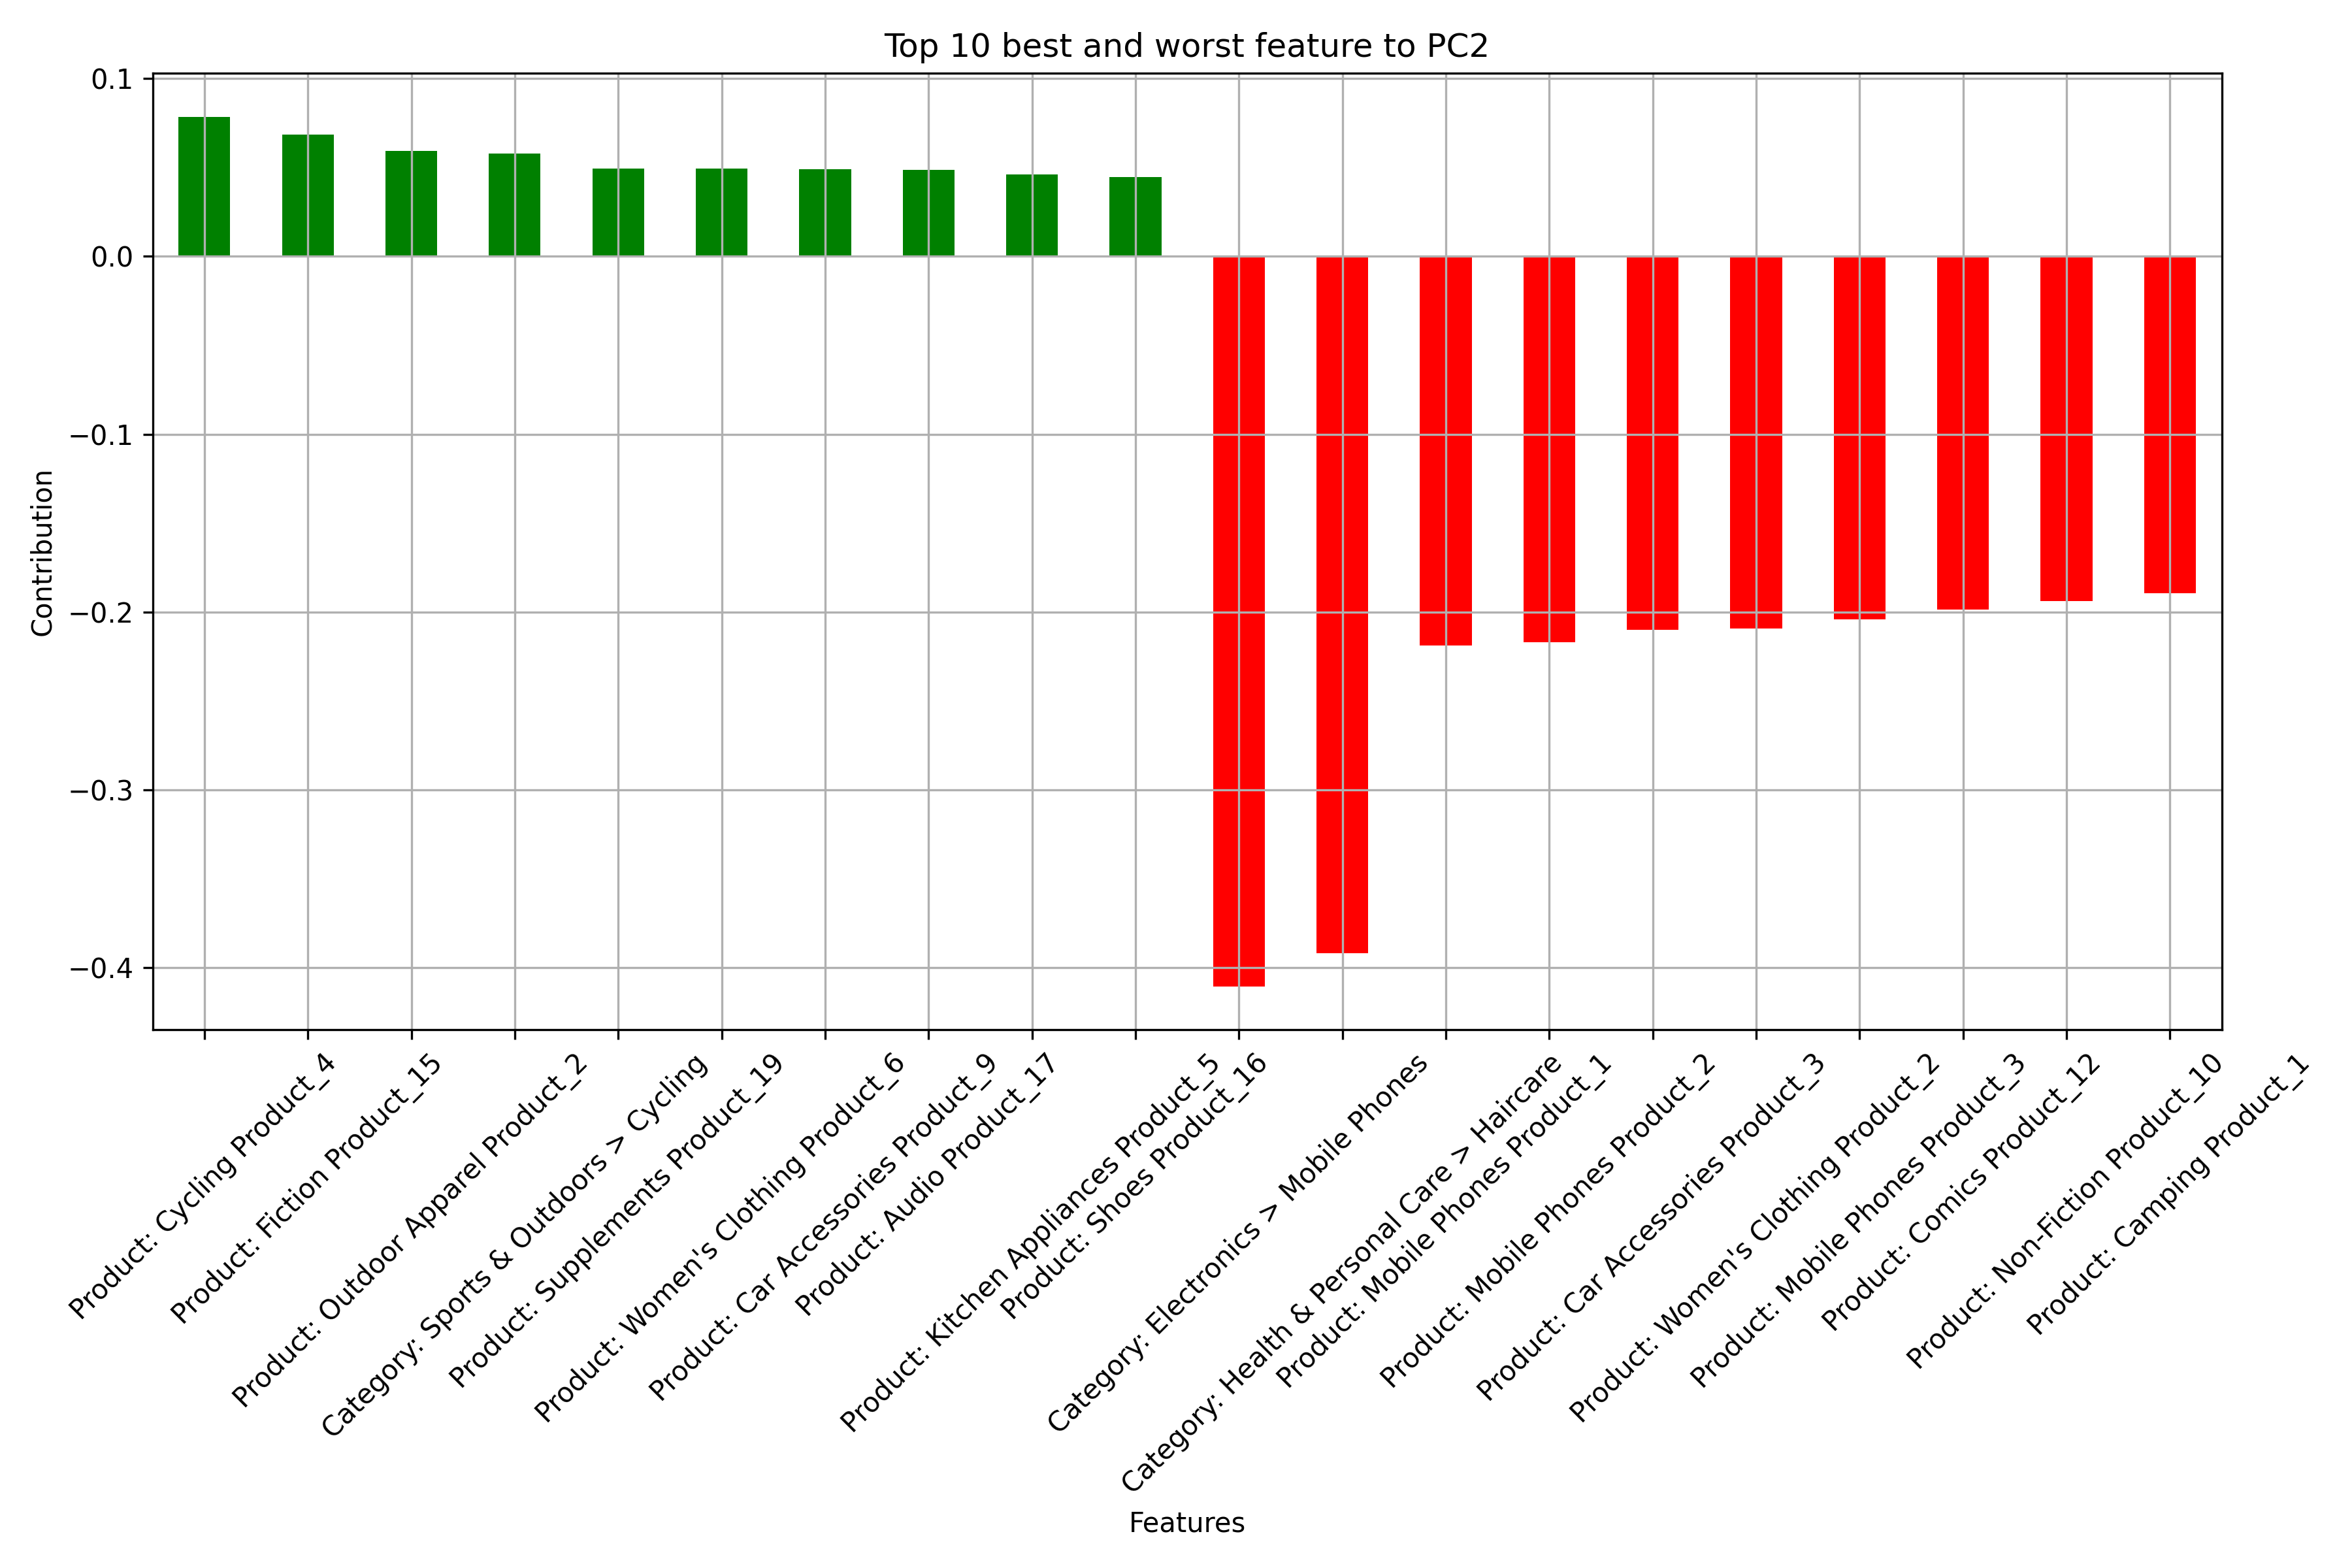 Top 10 best and worst feature to PC2
0.1
0.0
−0.1
−0.2
−0.3
−0.4
Contribution
Product: Cycling Product_4
Product: Fiction Product_15
Product: Outdoor Apparel Product_2
Category: Sports & Outdoors > Cycling
Product: Supplements Product_19
Product: Women's Clothing Product_6
Product: Car Accessories Product_9
Product: Audio Product_17
Product: Kitchen Appliances Product_5
Product: Shoes Product_16
Category: Electronics > Mobile Phones
Category: Health & Personal Care > Haircare
Product: Mobile Phones Product_1
Product: Mobile Phones Product_2
Product: Car Accessories Product_3
Product: Women's Clothing Product_2
Product: Mobile Phones Product_3
Product: Comics Product_12
Product: Non-Fiction Product_10
Product: Camping Product_1
Features